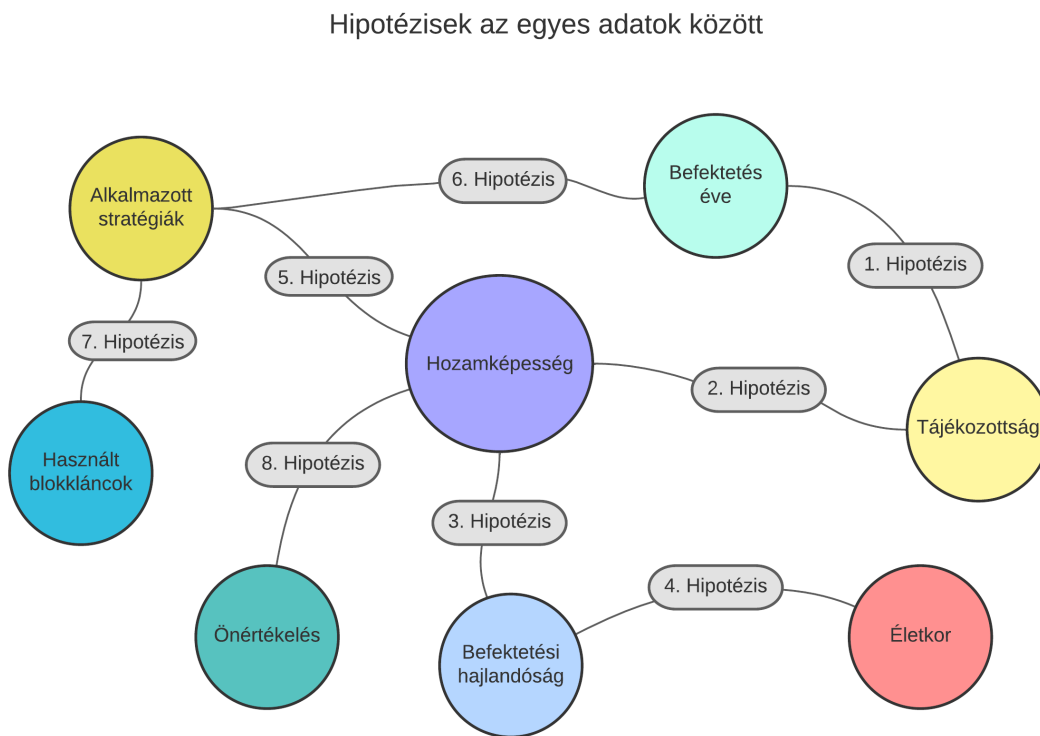 Hipotézisek az egyes adatok között
Befektetés
éve
6. Hipotézis
Alkalmazott
stratégiák
1. Hipotézis
5. Hipotézis
7. Hipotézis
Hozamképesség
2. Hipotézis
Tájékozottság
Használt
blokkláncok
8. Hipotézis
3. Hipotézis
4. Hipotézis
Önértékelés
Befektetési
hajlandóság
Életkor